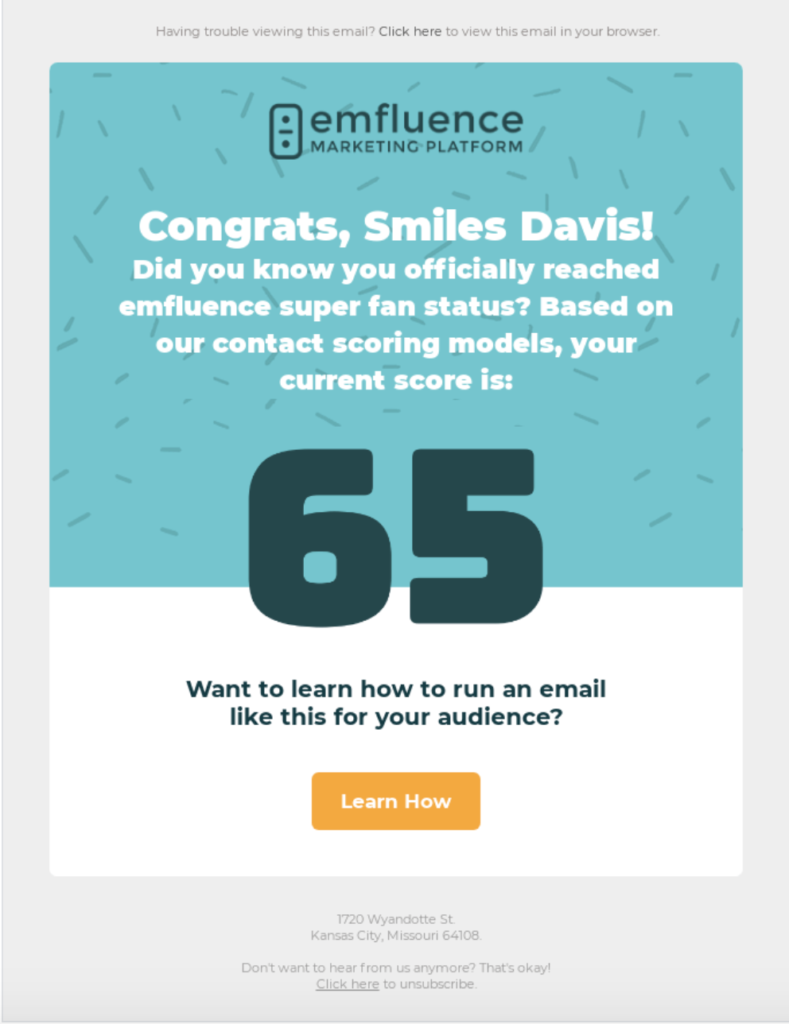 Having trouble viewing this email? Click here to view this email in your browser.
emfluence
MARKETING PLATFORM
Congrats, Smiles Davis!
Did you know you officially reached
emfluence super fan status? Based on
our contact scoring models, your
current score is:
65
Want to learn how to run an email
like this for your audience?
Learn How
1720 Wyandotte St.
Kansas City, Missouri 64108.
Don't want to hear from us anymore? That's okay!
Click here to unsubscribe.